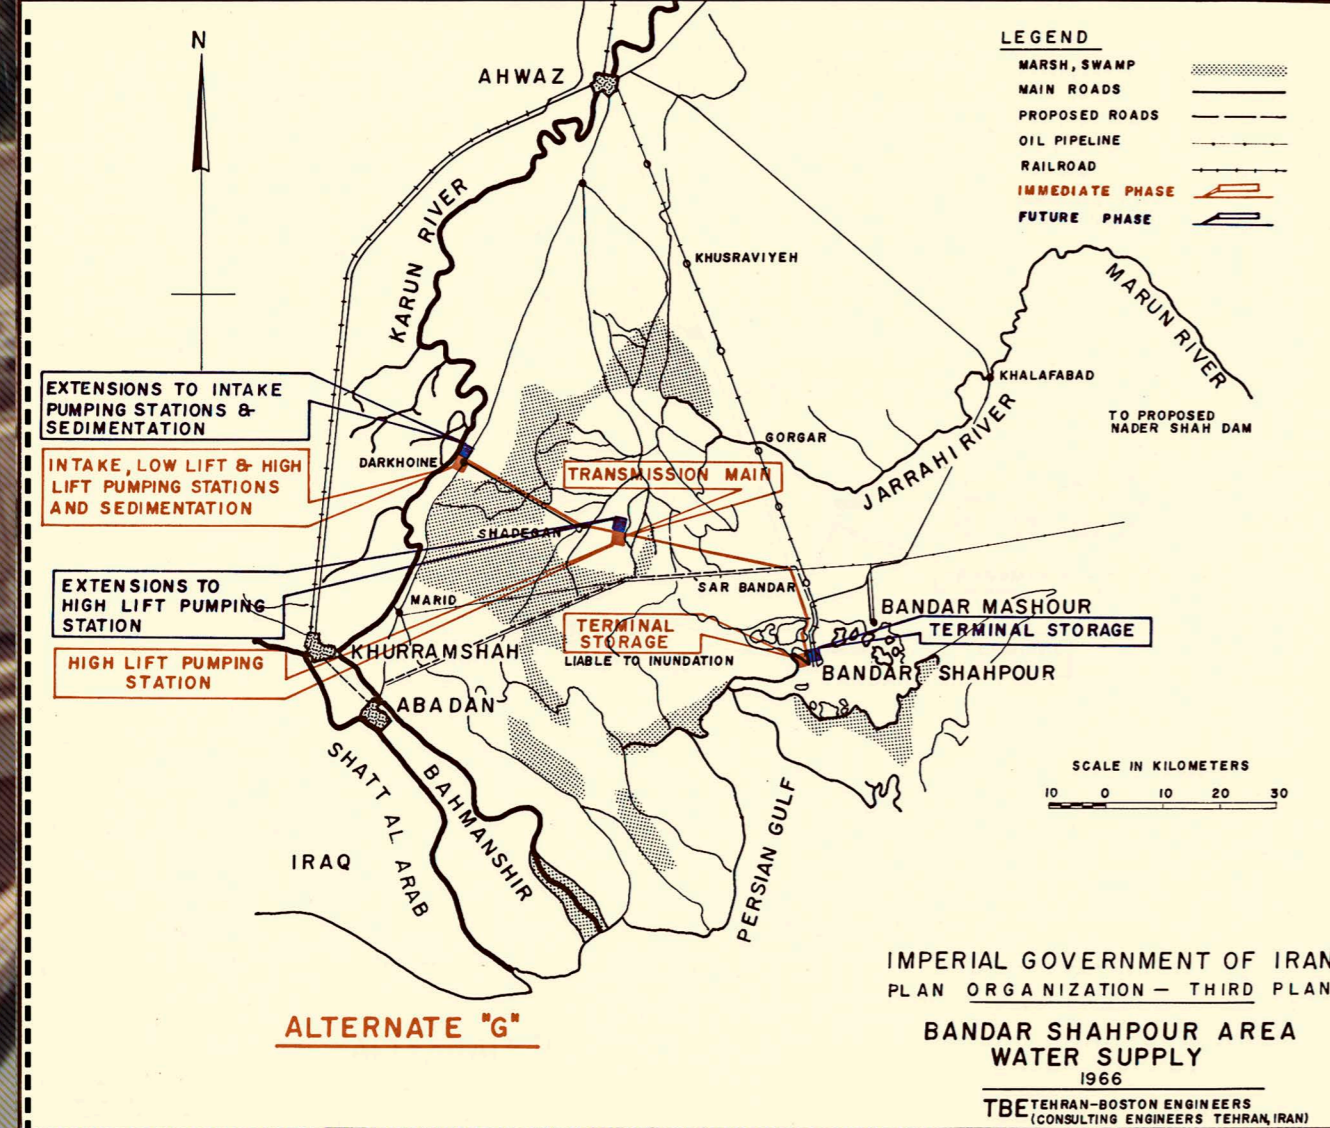 N
AHWAZ
LEGEND
MARSH, SWAMP
MAIN ROADS
PROPOSED ROADS
OIL PIPELINE
RAILROAD
IMMEDIATE PHASE
FUTURE PHASE
KARUN RIVER
KHUSRAVIYEH
MARUN RIVER
KHALAFABAD
TO PROPOSED
NADER SHAH DAM
EXTENSIONS TO INTAKE
PUMPING STATIONS &
SEDIMENTATION
DARKHOINE
GORGAR
JARRAHI RIVER
INTAKE, LOW LIFT & HIGH
LIFT PUMPING STATIONS
AND SEDIMENTATION
TRANSMISSION MAIN
SHADEGAN
EXTENSIONS TO
HIGH LIFT PUMPING
STATION
MARID
SAR BANDAR
BANDAR MASHOUR
TERMINAL STORAGE
TERMINAL
STORAGE
LIABLE TO INUNDATION
HIGH LIFT PUMPING
STATION
KHURRAMSHAH
BANDAR SHAHPOUR
ABADAN
SHATT AL ARAB
BAHMANSHIR
PERSIAN GULF
SCALE IN KILOMETERS
10 0 10 20 30
IRAQ
ALTERNATE "G"
IMPERIAL GOVERNMENT OF IRAN
PLAN ORGANIZATION — THIRD PLAN
BANDAR SHAHPOUR AREA
WATER SUPPLY
1966
TBE TEHRAN-BOSTON ENGINEERS
(CONSULTING ENGINEERS TEHRAN, IRAN)